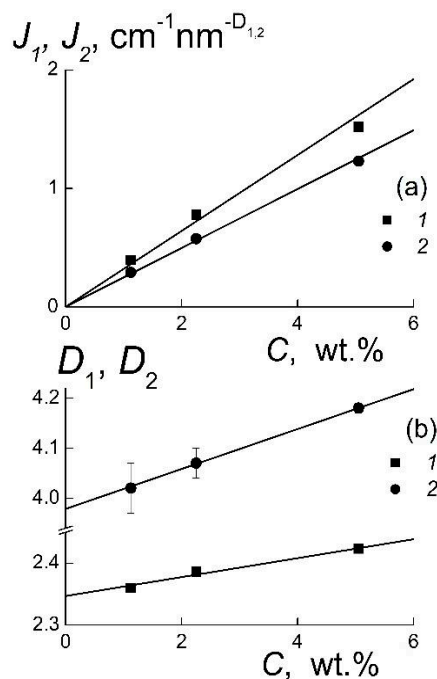 J₁, J₂, cm⁻¹nm⁻ᴰ¹,²
2
1
0
(a)
1
2
0 2 4 6
C, wt.%
D₁, D₂
4.2
4.1
4.0
2.4
2.3
(b)
1
2
0 2 4 6
C, wt.%